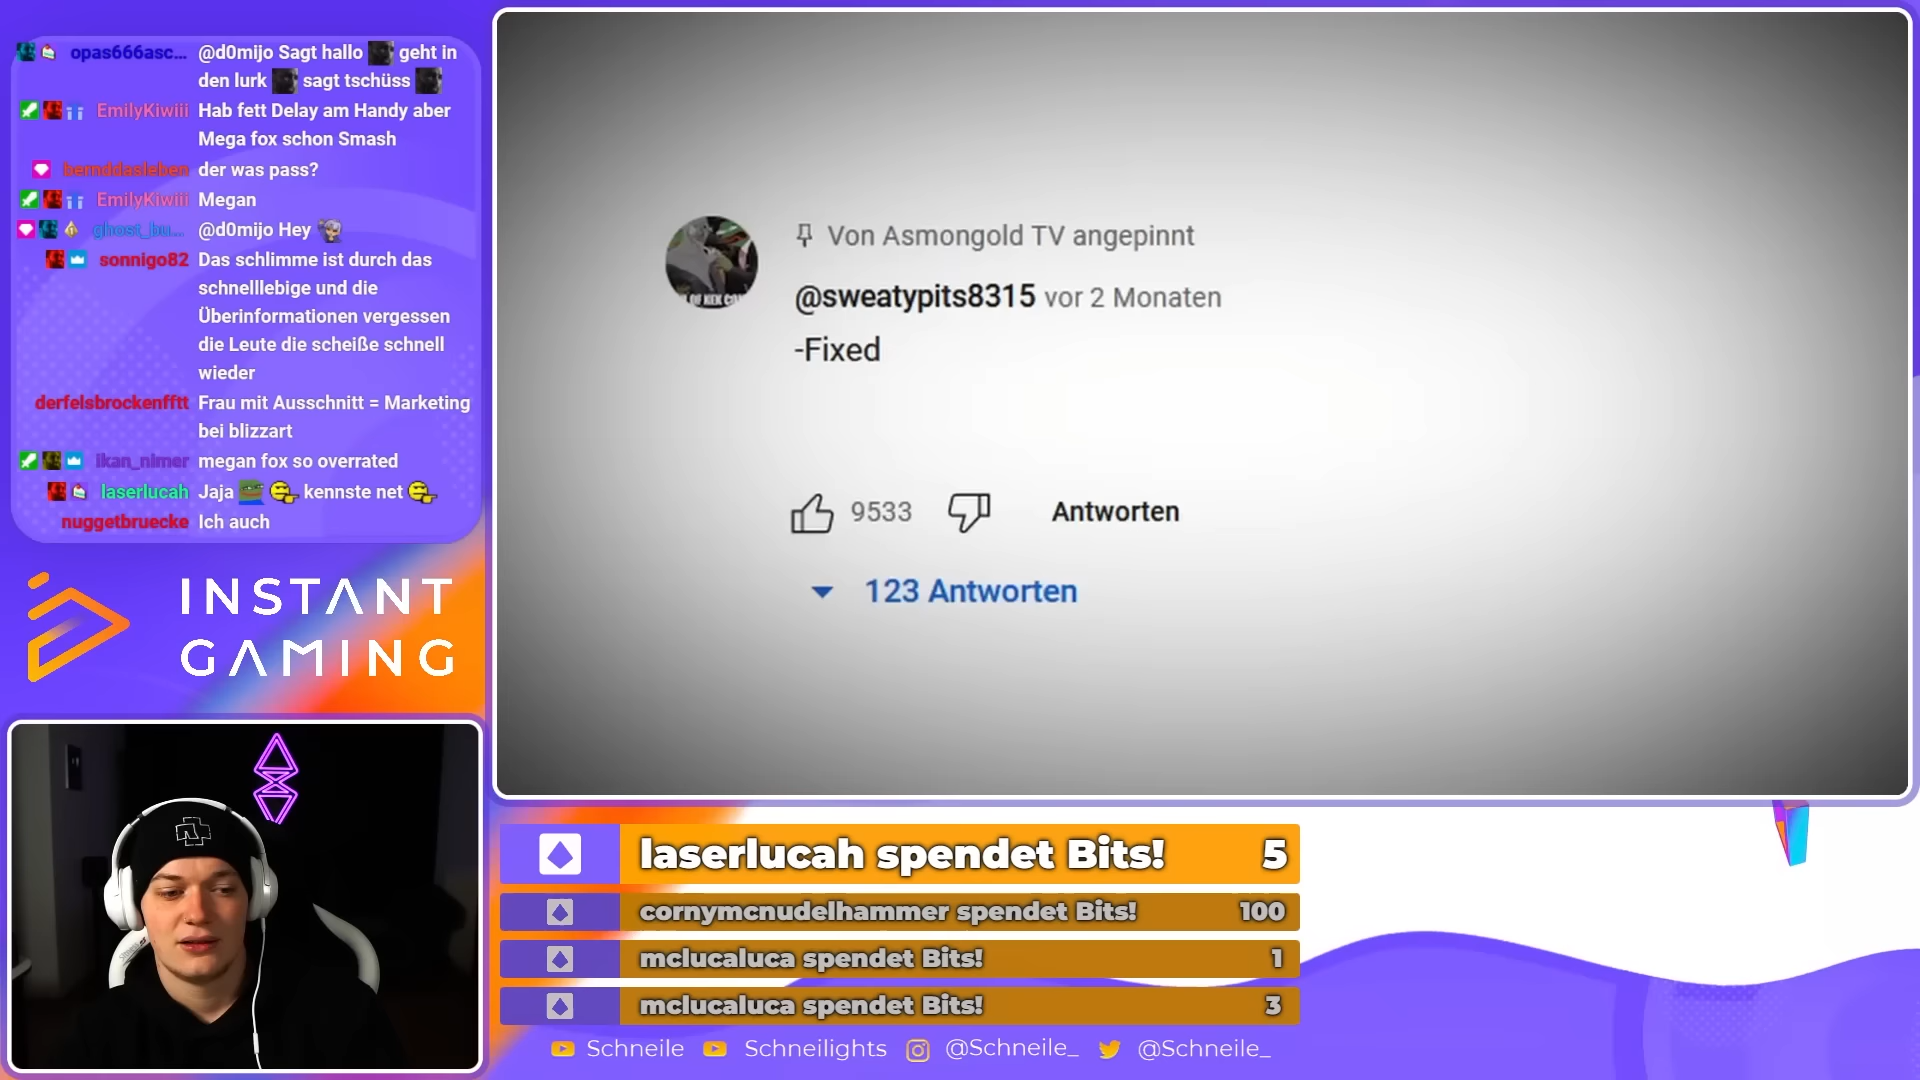 opas666asc... @d0mijo Sagt hallo geht in
den lurk sagt tschüss
EmilyKiwiii Hab fett Delay am Handy aber
Mega fox schon Smash
bernddasleben der was pass?
EmilyKiwiii Megan
ghost_bu... @d0mijo Hey
sonnigo82 Das schlimme ist durch das
schnelllebige und die
Überinformationen vergessen
die Leute die scheiße schnell
wieder
derfelsbrockenfftt Frau mit Ausschnitt = Marketing
bei blizzart
ikan_nimer megan fox so overrated
laserlucah Jaja kennste net
nuggetbruecke Ich auch
INSTANT
GAMING
Von Asmongold TV angepinnt
@sweatypits8315 vor 2 Monaten
-Fixed
9533 Antworten
123 Antworten
laserlucah spendet Bits! 5
cornymcnudelhammer spendet Bits! 100
mclucaluca spendet Bits! 1
mclucaluca spendet Bits! 3
Schneile Schneilights @Schneile_ @Schneile_